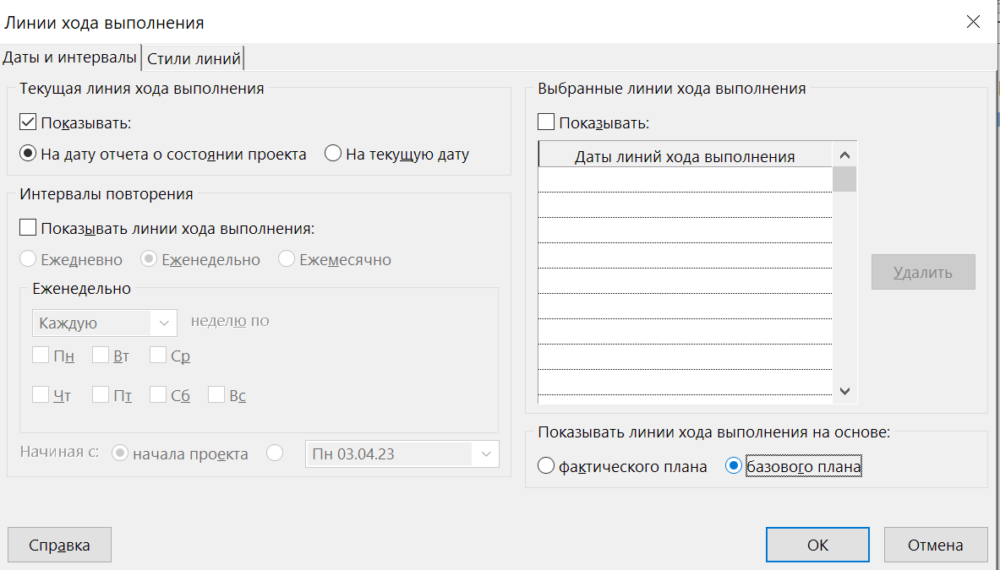 Линии хода выполнения
Даты и интервалы
Стили линий
Текущая линия хода выполнения
Показывать:
На дату отчета о состоянии проекта
На текущую дату
Интервалы повторения
Показывать линии хода выполнения:
Ежедневно
Еженедельно
Ежемесячно
Еженедельно
Каждую
неделю по
Пн
Вт
Ср
Чт
Пт
Сб
Вс
Начиная с:
начала проекта
Пн 03.04.23
Выбранные линии хода выполнения
Показывать:
Даты линий хода выполнения
Удалить
Показывать линии хода выполнения на основе:
фактического плана
базового плана
Справка
ОК
Отмена